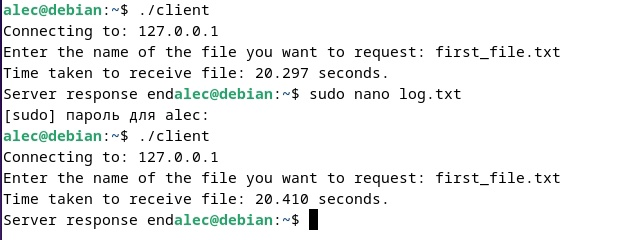 alec@debian:~$ ./client
Connecting to: 127.0.0.1
Enter the name of the file you want to request: first_file.txt
Time taken to receive file: 20.297 seconds.
Server response endalec@debian:~$ sudo nano log.txt
[sudo] пароль для alec:
alec@debian:~$ ./client
Connecting to: 127.0.0.1
Enter the name of the file you want to request: first_file.txt
Time taken to receive file: 20.410 seconds.
Server response endalec@debian:~$